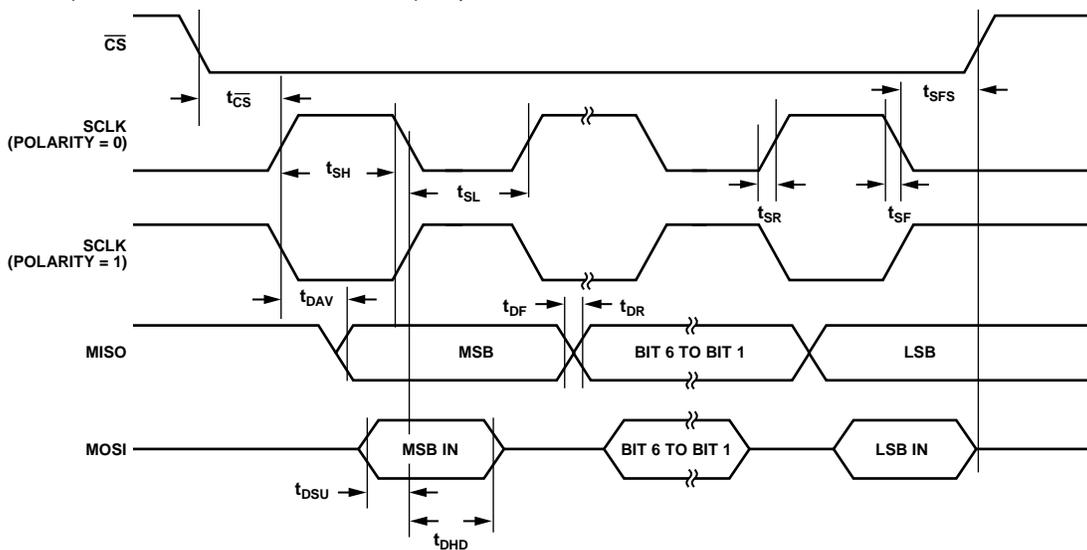 CS
tCS
tSFS
SCLK
(POLARITY = 0)
tSH
tSL
tSR
tSF
SCLK
(POLARITY = 1)
tDAV
tDF
tDR
MISO
MSB
BIT 6 TO BIT 1
LSB
MOSI
MSB IN
BIT 6 TO BIT 1
LSB IN
tDSU
tDHD